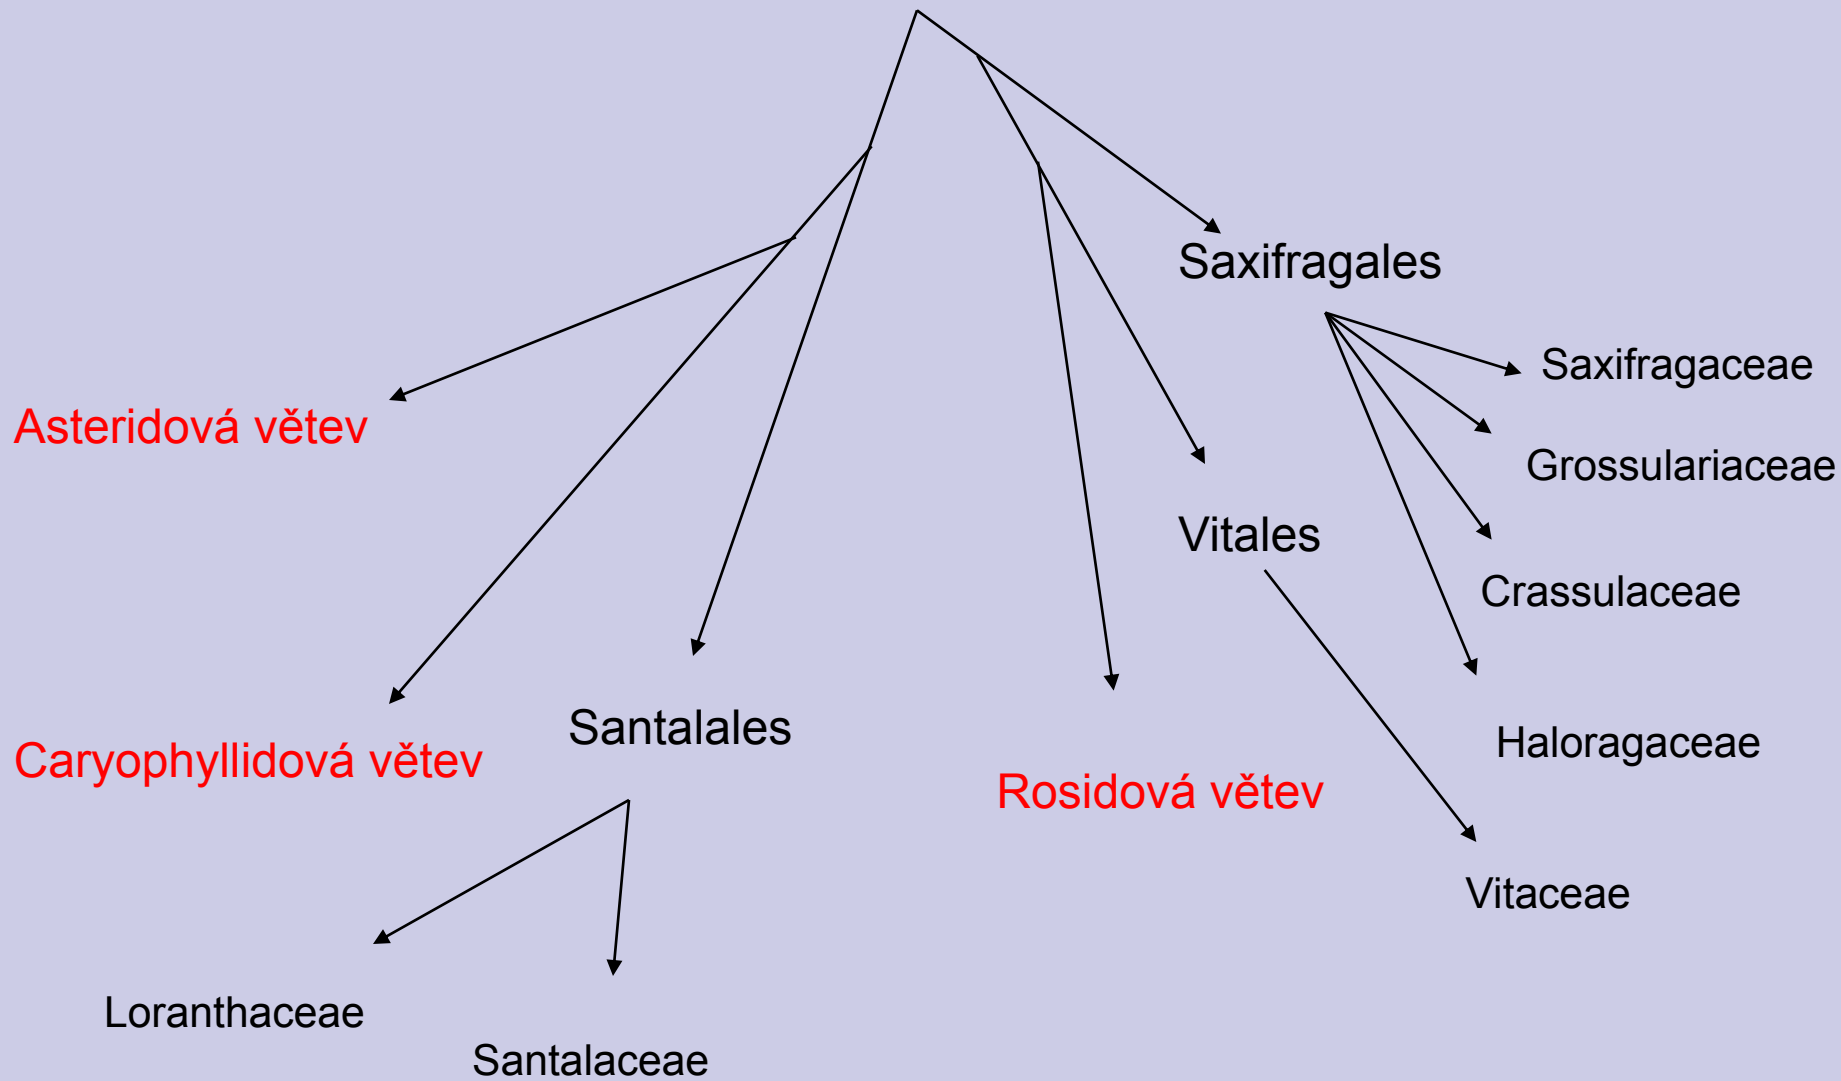 Saxifragales
Saxifragaceae
Asteridová větev
Grossulariaceae
Vitales
Crassulaceae
Santalales
Haloragaceae
Caryophyllidová větev
Rosidová větev
Vitaceae
Loranthaceae
Santalaceae